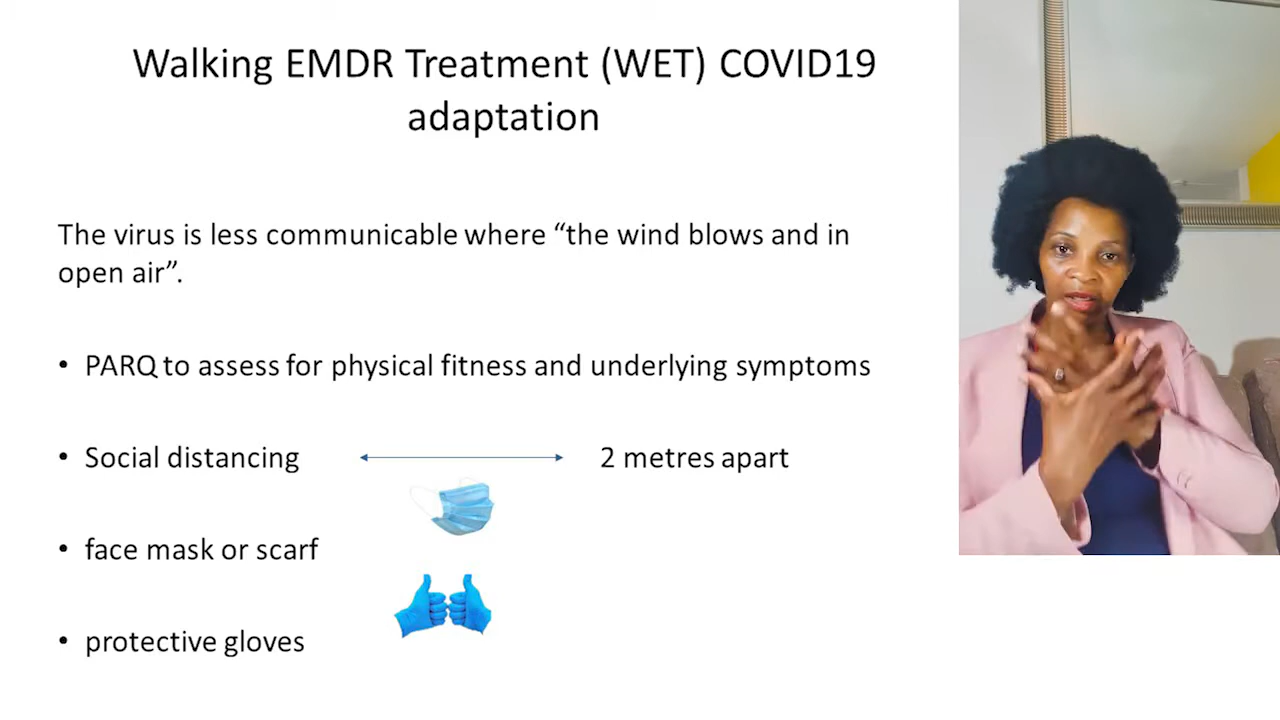 Walking EMDR Treatment (WET) COVID19
adaptation
The virus is less communicable where “the wind blows and in
open air”.
• PARQ to assess for physical fitness and underlying symptoms
• Social distancing 2 metres apart
• face mask or scarf
• protective gloves